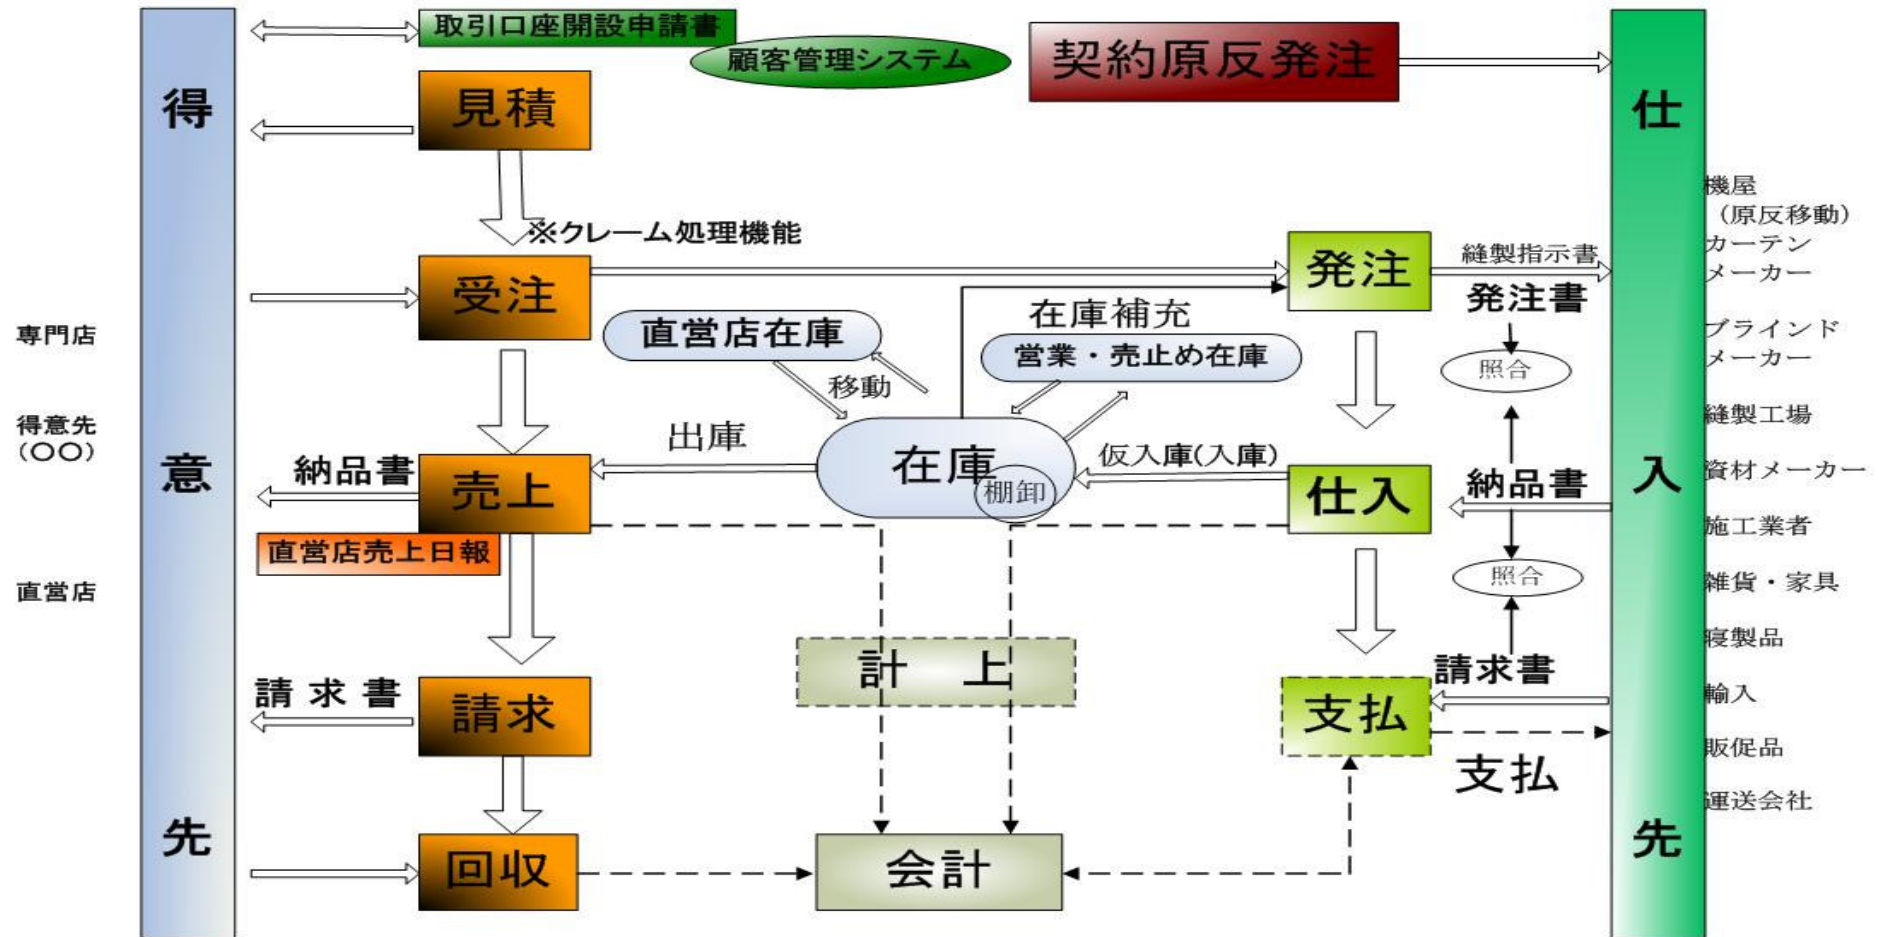 取引口座開設申請書
顧客管理システム
契約原反発注
得意先
仕入先
見積
※クレーム処理機能
受注
発注
縫製指示書
発注書
直営店在庫
在庫補充
営業・売止め在庫
移動
照合
専門店
得意先
(〇〇)
直営店
出庫
在庫
棚卸
仮入庫(入庫)
納品書
売上
仕入
納品書
直営店売上日報
照合
計 上
請 求 書
請求
支払
請求書
支払
回収
会計
機屋
(原反移動)
カーテン
メーカー
ブラインド
メーカー
縫製工場
資材メーカー
施工業者
雑貨・家具
寝製品
輸入
販促品
運送会社